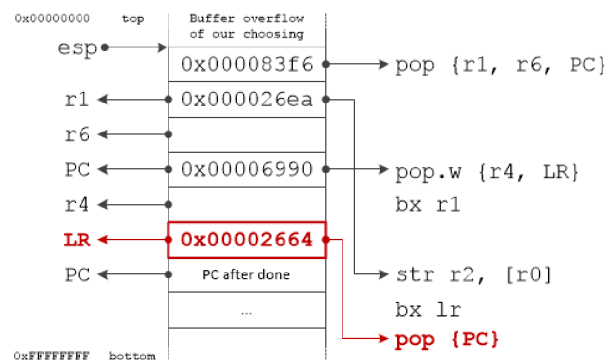 0x00000000 top Buffer overflow
of our choosing
esp
0x000083f6 pop {r1, r6, PC}
r1 0x000026ea
r6
PC 0x00006990 pop.w {r4, LR}
r4 bx r1
LR 0x00002664
PC PC after done str r2, [r0]
... bx lr
pop {PC}
0xFFFFFFFF bottom